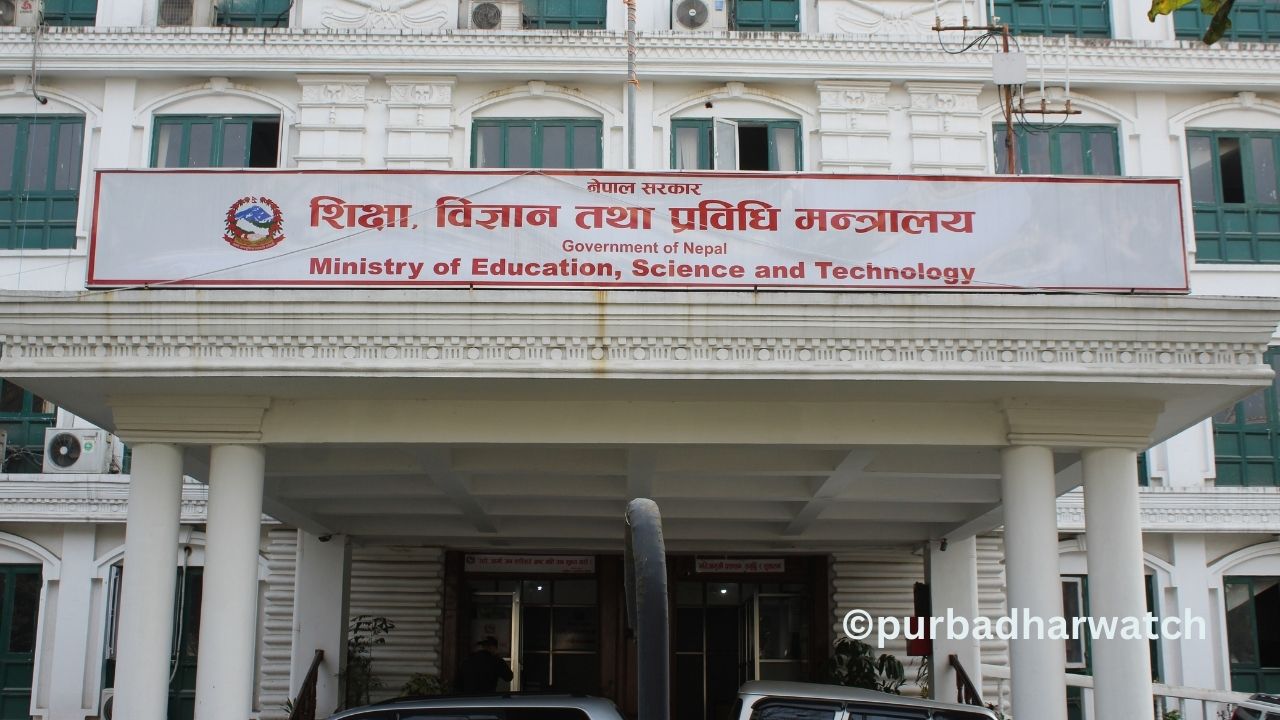 नेपाल सरकार
शिक्षा, विज्ञान तथा प्रविधि मन्त्रालय
Government of Nepal
Ministry of Education, Science and Technology
©purbadharwatch